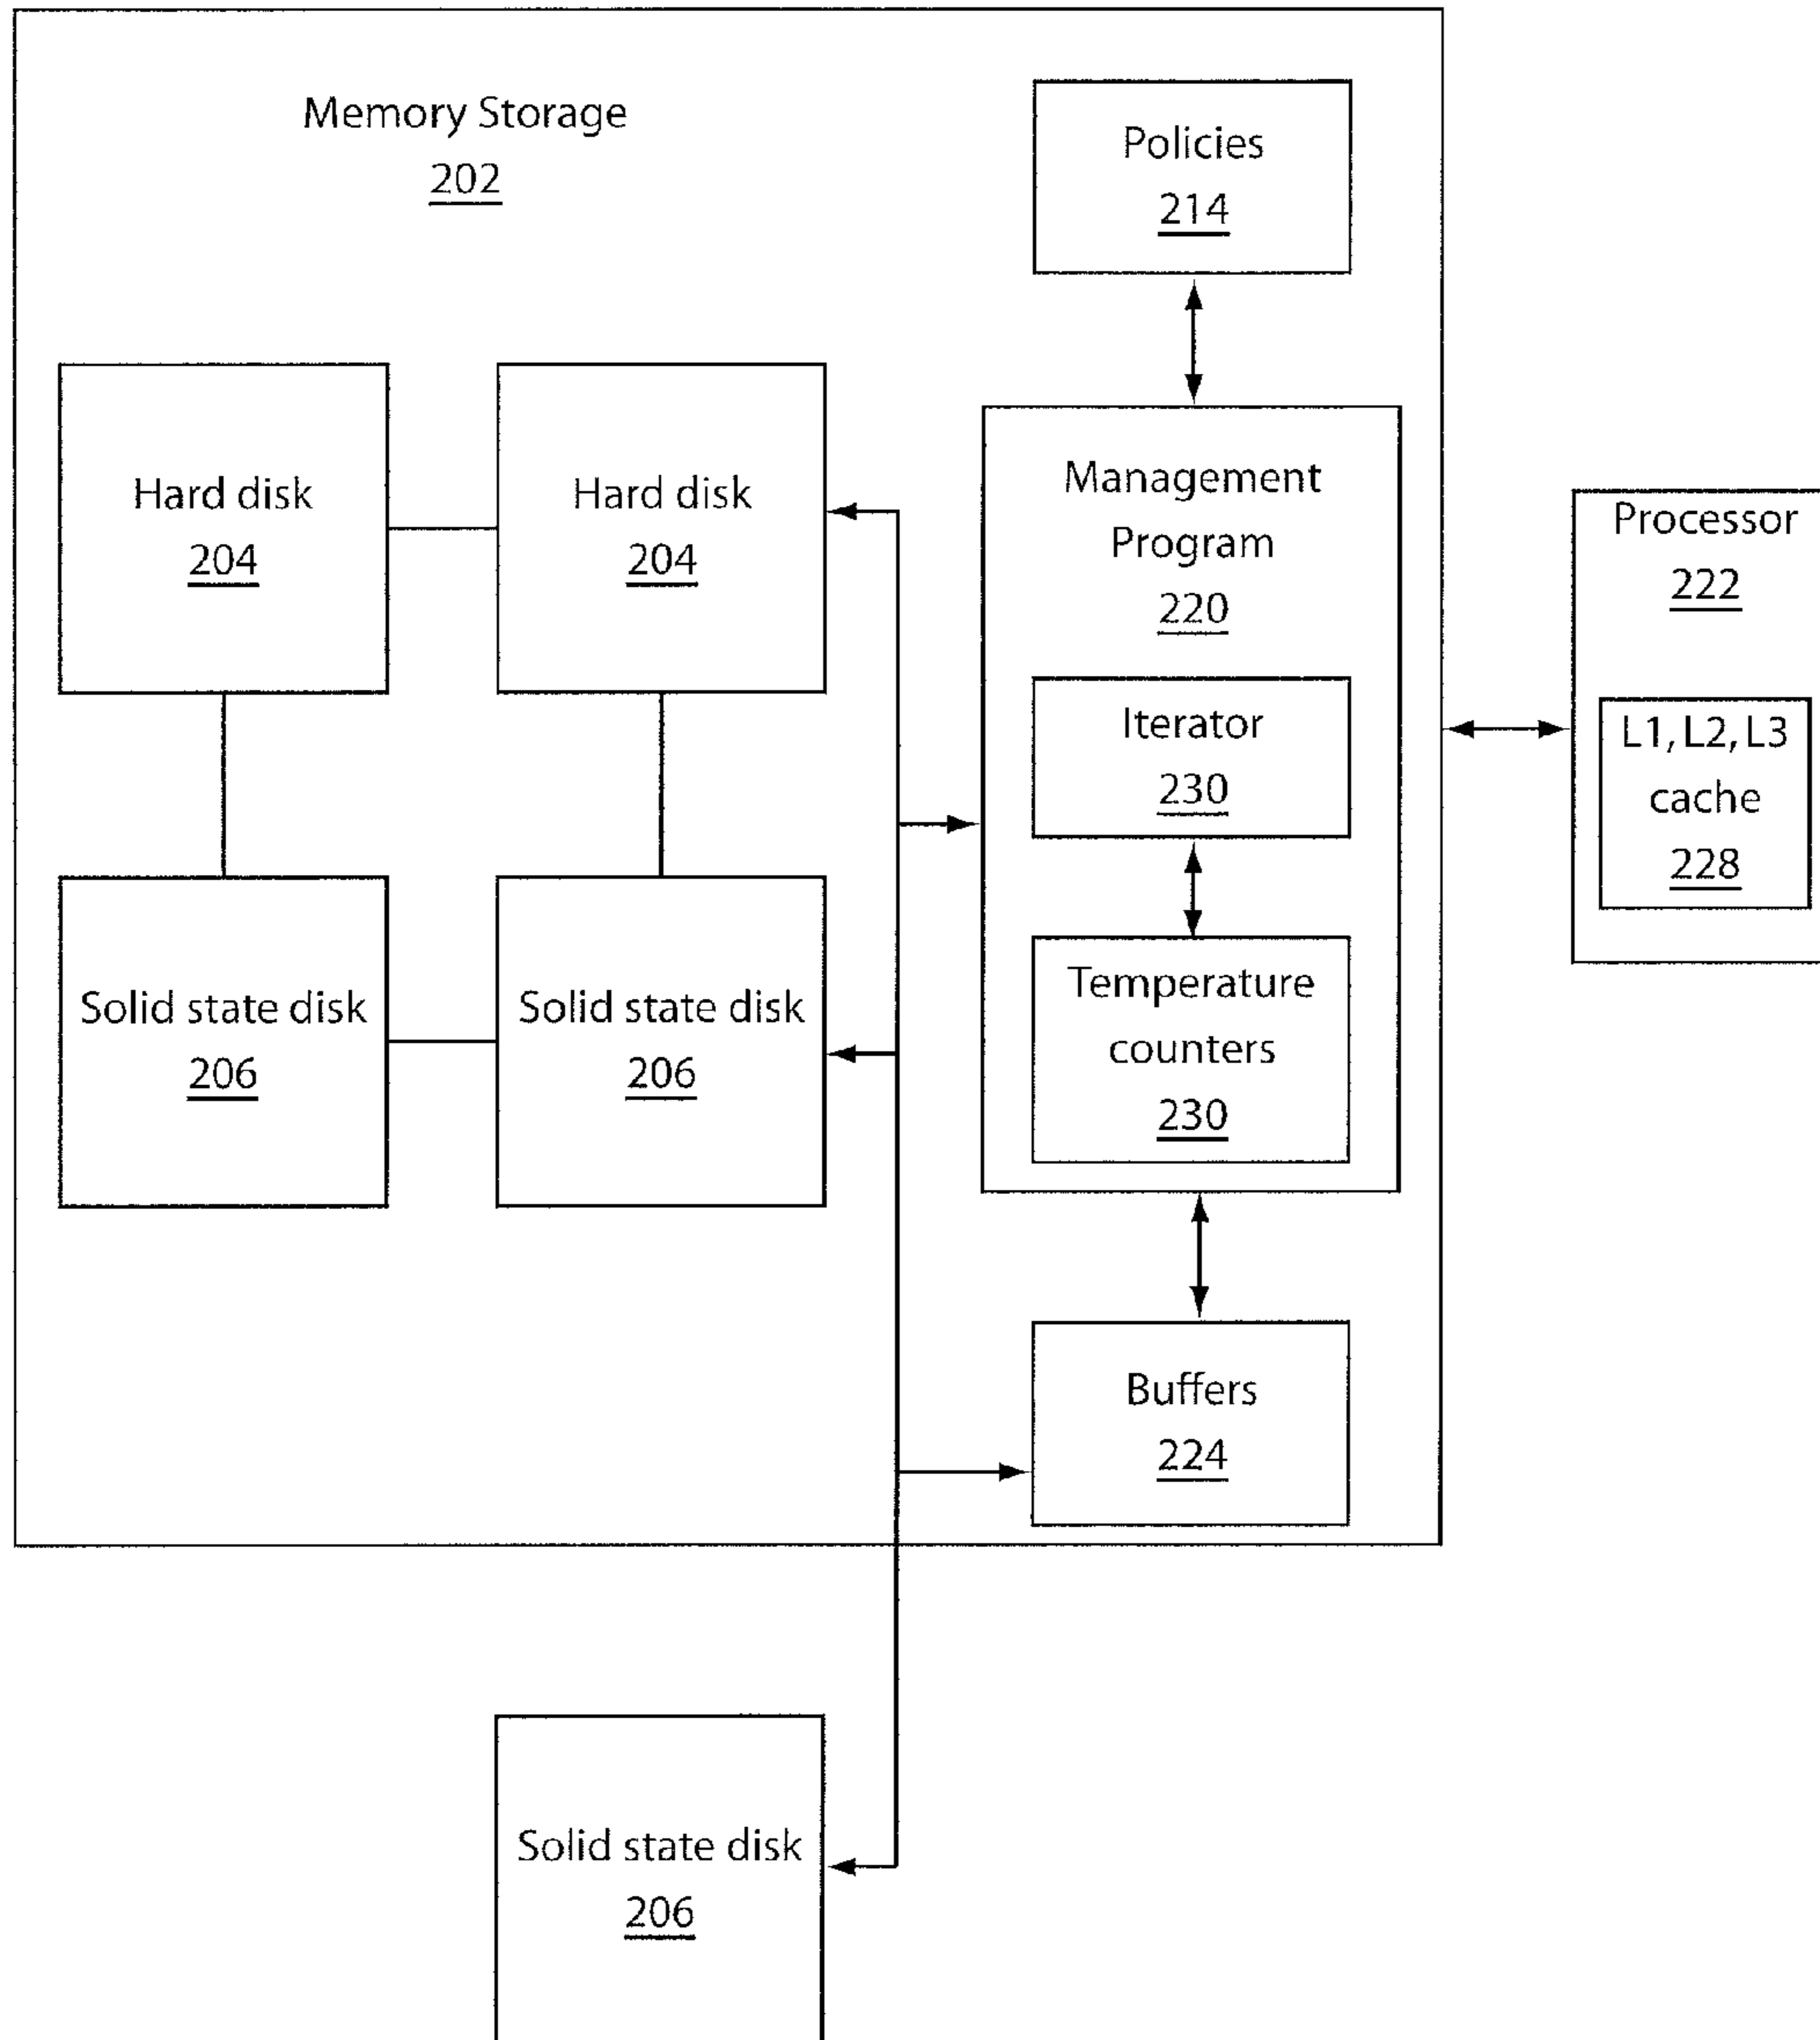 Memory Storage
202
Policies
214
Hard disk
204
Hard disk
204
Management
Program
220
Iterator
230
Temperature
counters
230
Processor
222
L1, L2, L3
cache
228
Solid state disk
206
Solid state disk
206
Buffers
224
Solid state disk
206